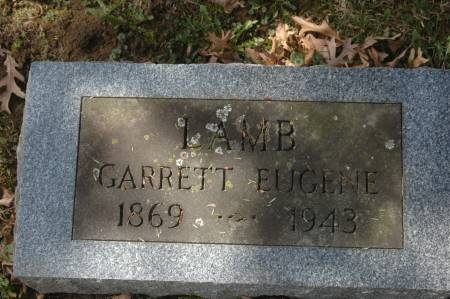 LAMB
GARRETT EUGENE
1869 ... 1943